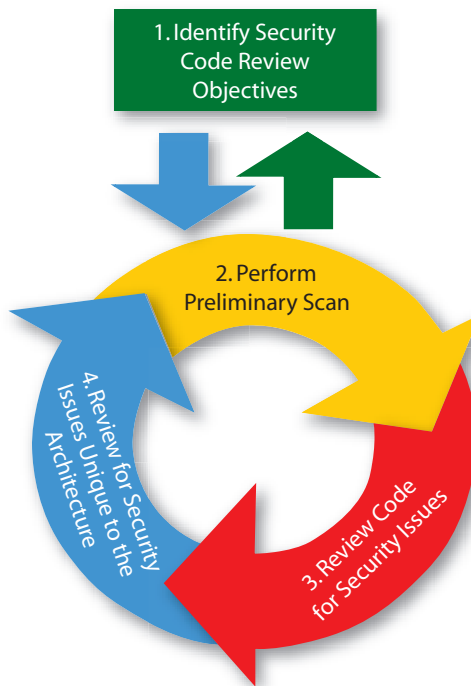 1. Identify Security
Code Review
Objectives
2. Perform
Preliminary Scan
3. Review Code
for Security Issues
4. Review for Security
Issues Unique to the
Architecture